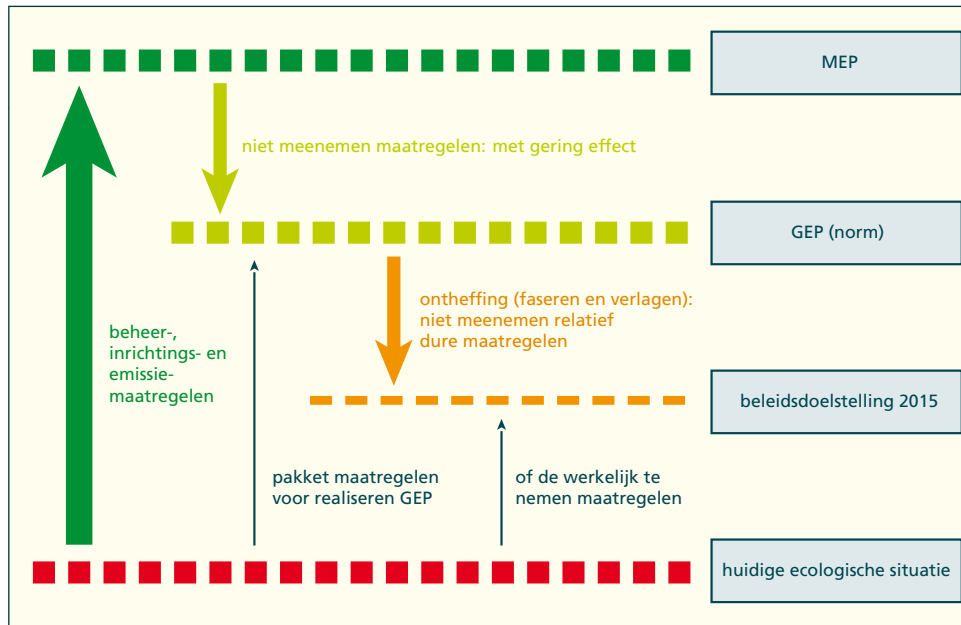 MEP
niet meenemen maatregelen: met gering effect
GEP (norm)
ontheffing (faseren en verlagen):
niet meenemen relatief
dure maatregelen
beheer-,
inrichtings- en
emissie-
maatregelen
beleidsdoelstelling 2015
pakket maatregelen
voor realiseren GEP
of de werkelijk te
nemen maatregelen
huidige ecologische situatie